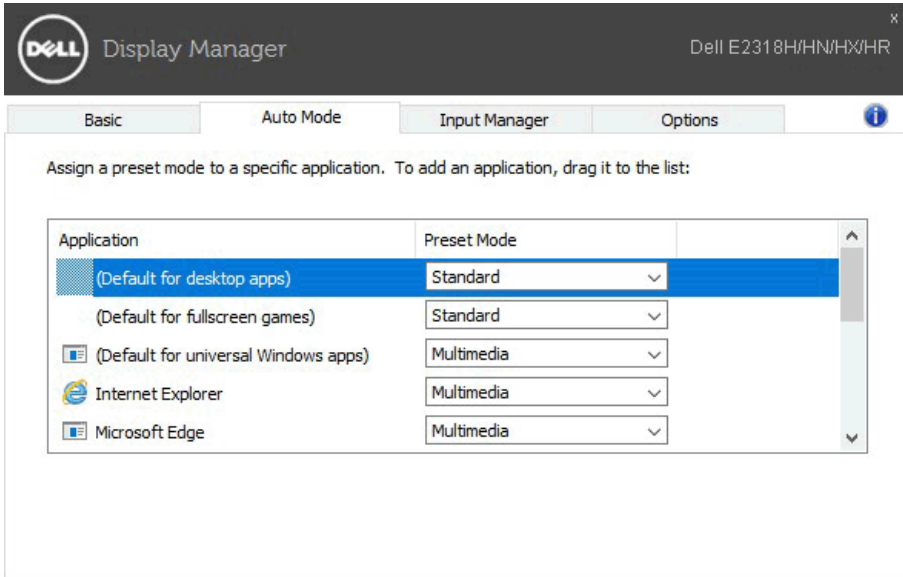 DELL Display Manager
x
Dell E2318H/HN/HX/HR
Basic Auto Mode Input Manager Options i
Assign a preset mode to a specific application. To add an application, drag it to the list:
Application Preset Mode
(Default for desktop apps) Standard
(Default for fullscreen games) Standard
(Default for universal Windows apps) Multimedia
Internet Explorer Multimedia
Microsoft Edge Multimedia